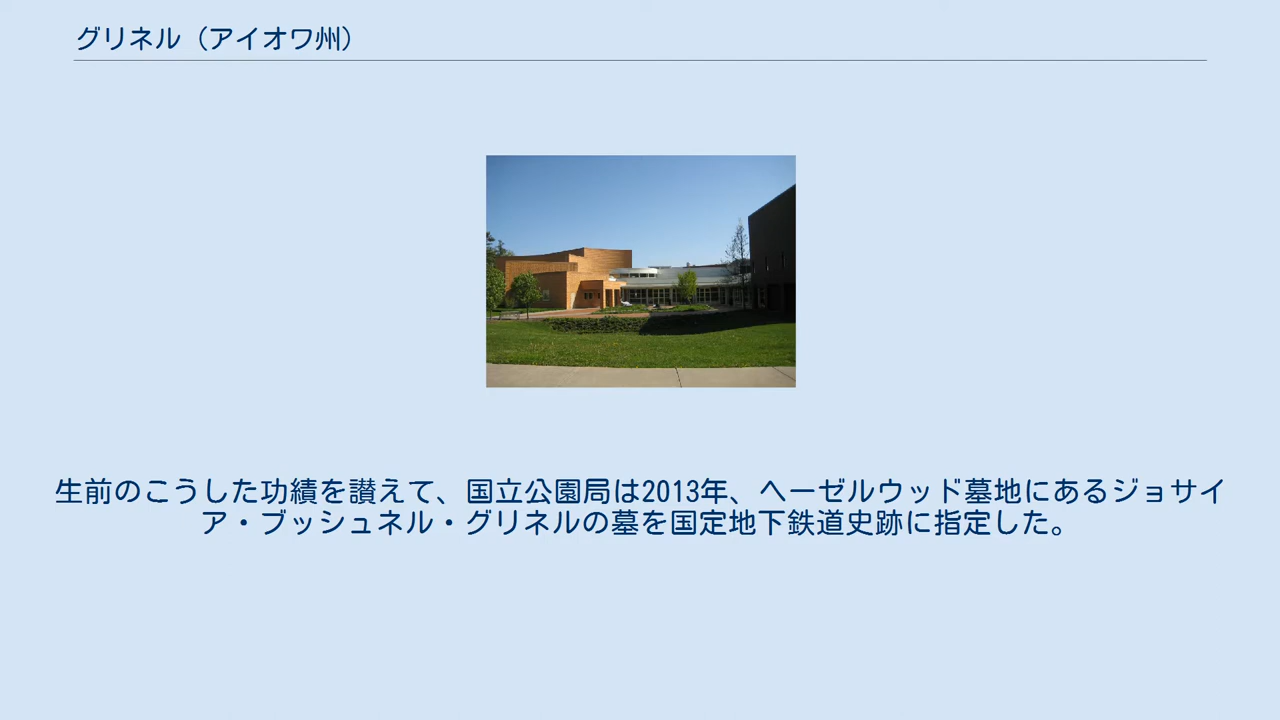 グリネル（アイオワ州）
生前のこうした功績を讃えて、国立公園局は2013年、ヘーゼルウッド墓地にあるジョサイ
ア・ブッシュネル・グリネルの墓を国定地下鉄道史跡に指定した。